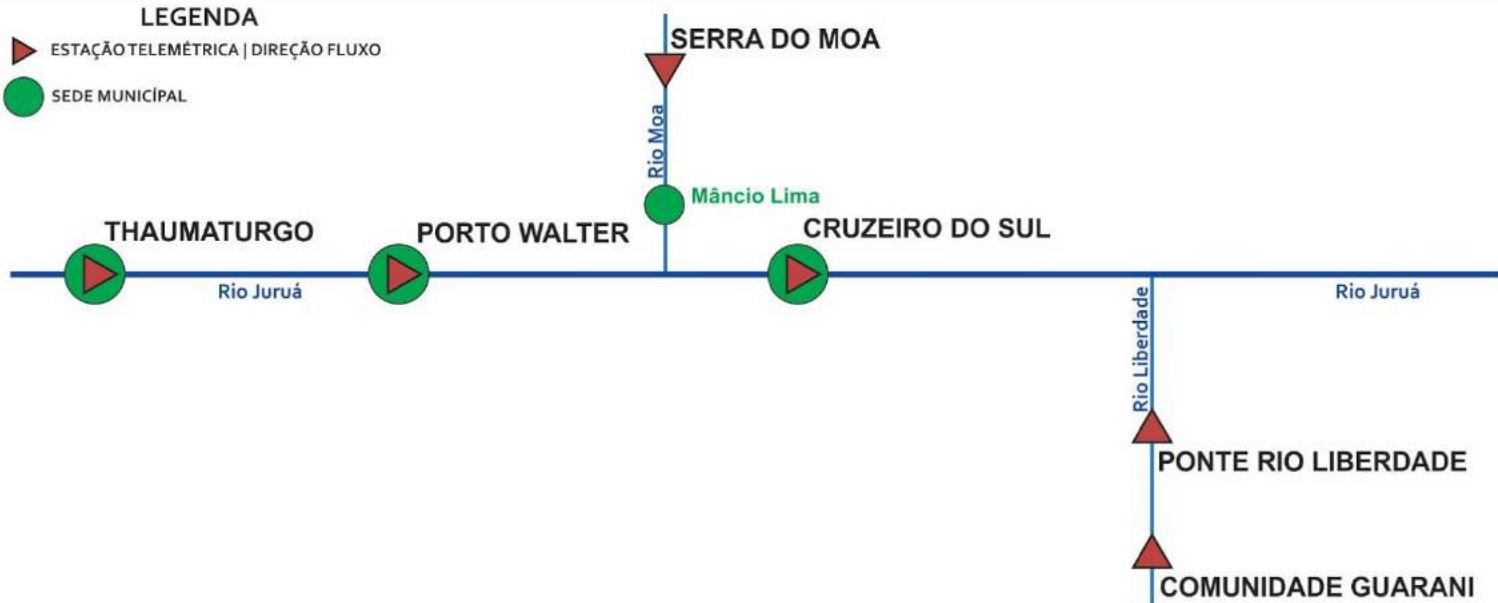 LEGENDA
ESTAÇÃO TELEMÉTRICA | DIREÇÃO FLUXO
SEDE MUNICÍPAL
SERRA DO MOA
Rio Moa
Mâncio Lima
THAUMATURGO
PORTO WALTER
CRUZEIRO DO SUL
Rio Juruá
Rio Juruá
Rio Liberdade
PONTE RIO LIBERDADE
COMUNIDADE GUARANI